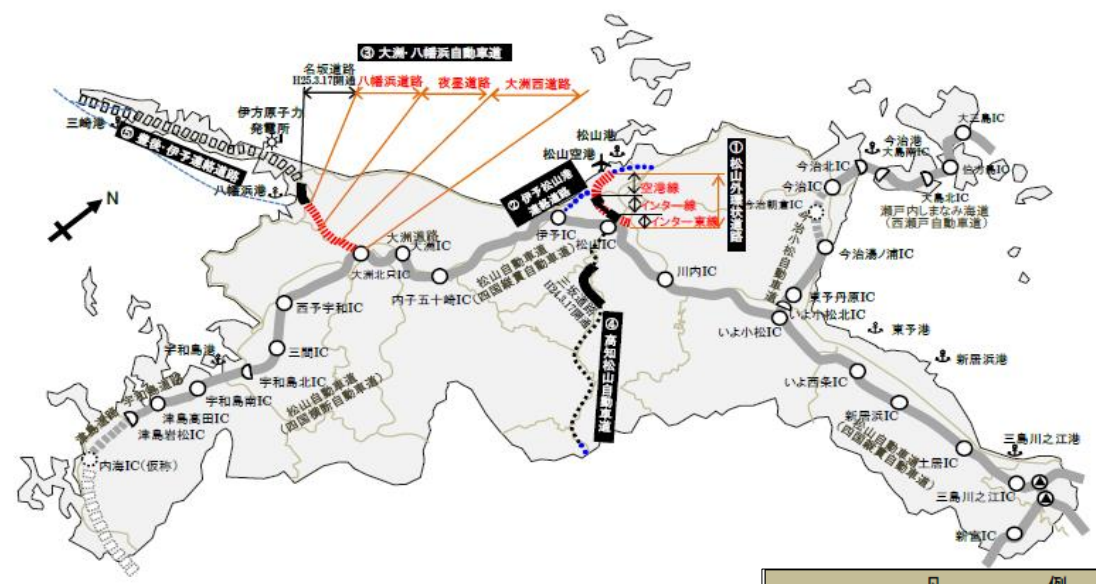 ③ 大洲・八幡浜自動車道
名坂道路
H25.3.17開通
八幡浜道路
夜昼道路
大洲西道路
伊方原子力
発電所
三崎港
⑤ 豊後・伊予連絡道路
八幡浜港
N
松山港
松山空港
② 伊予松山港
連絡道路
① 松山外環状道路
空港線
インター線
インター東線
伊予IC
松山IC
大洲道路
大洲IC
大洲北只IC
内子五十崎IC
松山自動車道
(四国縦貫自動車道)
三坂道路
H24.3.17開通
④ 高知松山自動車道
川内IC
今治港
今治北IC
大島南IC
大三島IC
伯方島IC
大島北IC
今治IC
今治朝倉IC
瀬戸内しまなみ海道
(西瀬戸自動車道)
今治小松自動車道
今治湯ノ浦IC
東予丹原IC
いよ小松北IC
いよ小松IC
東予港
新居浜港
いよ西条IC
新居浜IC
松山自動車道
(四国縦貫自動車道)
土居IC
三島川之江港
三島川之江IC
新宮IC
西予宇和IC
三間IC
宇和島港
宇和島北IC
宇和島道路
宇和島南IC
松山自動車道
(四国横断自動車道)
津島道路
津島高田IC
津島岩松IC
内海IC(仮称)
凡 例